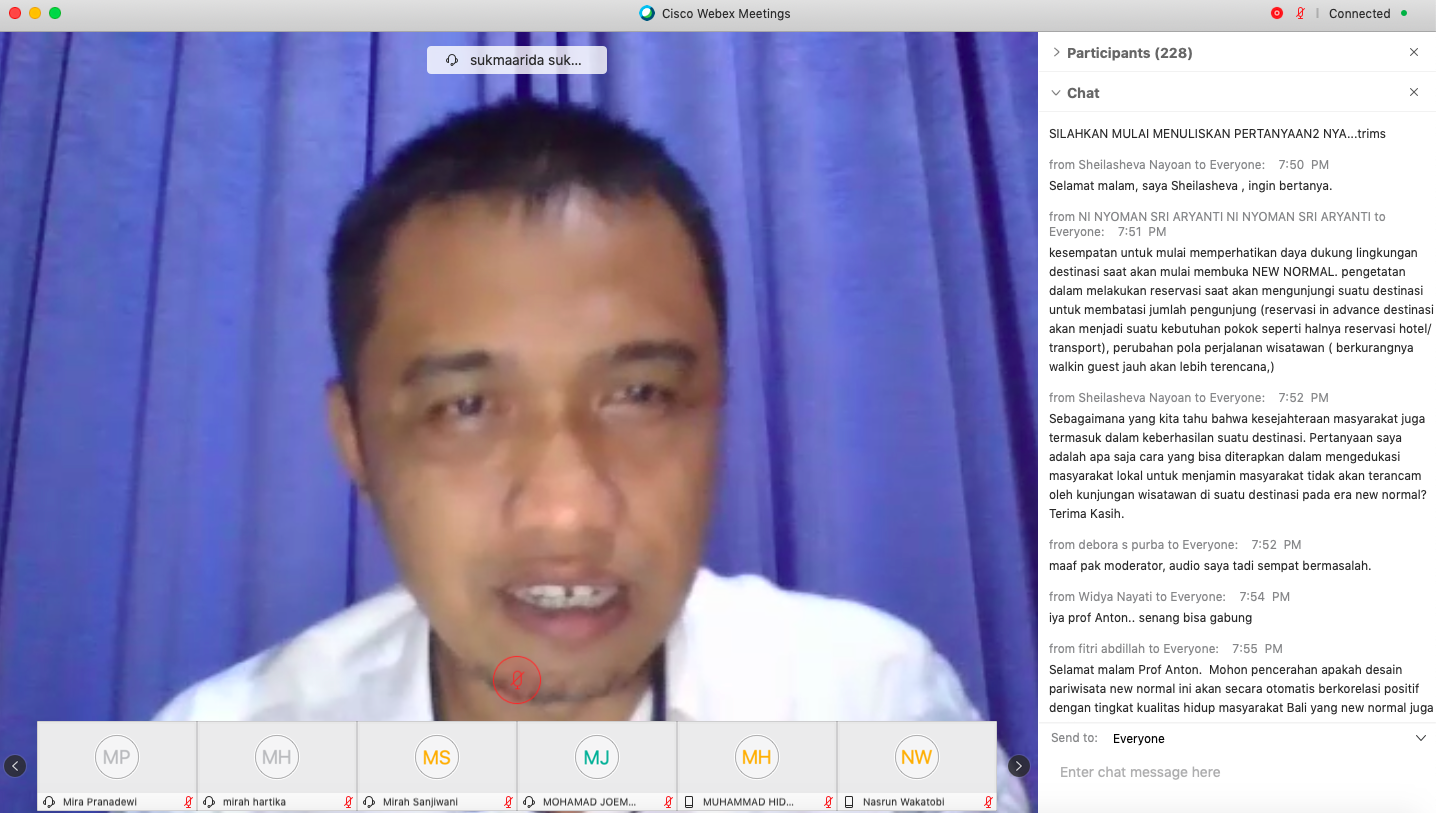 Cisco Webex Meetings
Connected
sukmaarida suk...
Participants (228)
Chat
SILAHKAN MULAI MENULISKAN PERTANYAAN2 NYA...trims
from Sheilasheva Nayoan to Everyone: 7:50 PM
Selamat malam, saya Sheilasheva , ingin bertanya.
from NI NYOMAN SRI ARYANTI NI NYOMAN SRI ARYANTI to
Everyone: 7:51 PM
kesempatan untuk mulai memperhatikan daya dukung lingkungan
destinasi saat akan mulai membuka NEW NORMAL. pengetatan
dalam melakukan reservasi saat akan mengunjungi suatu destinasi
untuk membatasi jumlah pengunjung (reservasi in advance destinasi
akan menjadi suatu kebutuhan pokok seperti halnya reservasi hotel/
transport), perubahan pola perjalanan wisatawan ( berkurangnya
walkin guest jauh akan lebih terencana,)
from Sheilasheva Nayoan to Everyone: 7:52 PM
Sebagaimana yang kita tahu bahwa kesejahteraan masyarakat juga
termasuk dalam keberhasilan suatu destinasi. Pertanyaan saya
adalah apa saja cara yang bisa diterapkan dalam mengedukasi
masyarakat lokal untuk menjamin masyarakat tidak akan terancam
oleh kunjungan wisatawan di suatu destinasi pada era new normal?
Terima Kasih.
from debora s purba to Everyone: 7:52 PM
maaf pak moderator, audio saya tadi sempat bermasalah.
from Widya Nayati to Everyone: 7:54 PM
iya prof Anton.. senang bisa gabung
from fitri abdillah to Everyone: 7:55 PM
Selamat malam Prof Anton. Mohon pencerahan apakah desain
pariwisata new normal ini akan secara otomatis berkorelasi positif
dengan tingkat kualitas hidup masyarakat Bali yang new normal juga
Send to: Everyone
Enter chat message here
MP
MH
MS
MJ
MH
NW
Mira Pranadewi
mirah hartika
Mirah Sanjiwani
MOHAMAD JOEM...
MUHAMMAD HID...
Nasrun Wakatobi